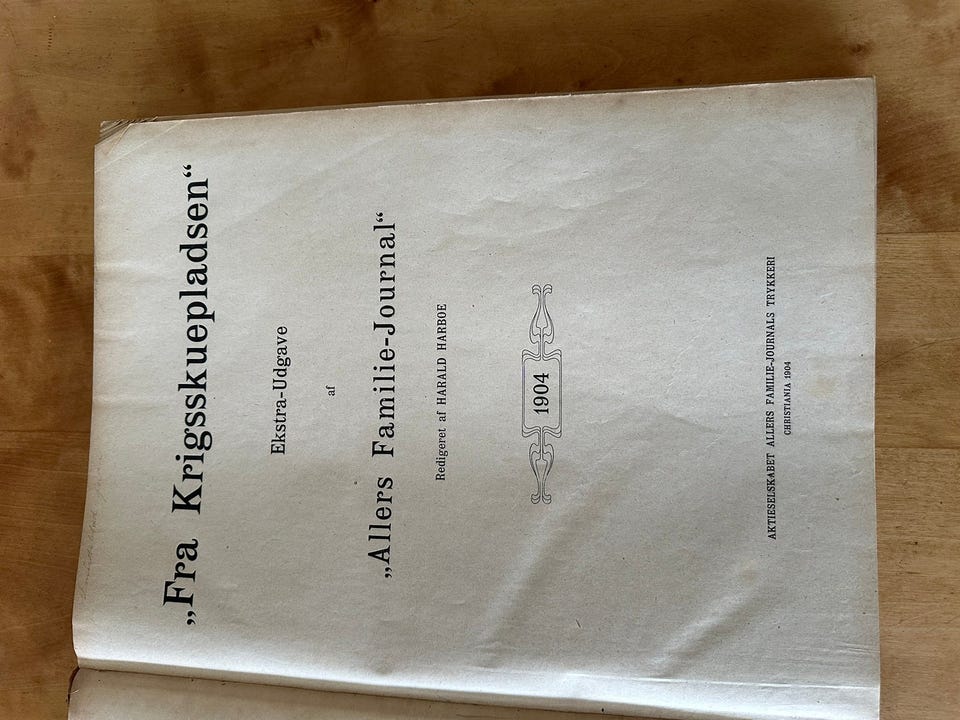 „Fra Krigsskuepladsen“
Ekstra-Udgave
af
„Allers Familie-Journal“
Redigeret af HARALD HARBOE
1904
AKTIESELSKABET ALLERS FAMILIE-JOURNALS TRYKKERI
CHRISTIANIA 1904